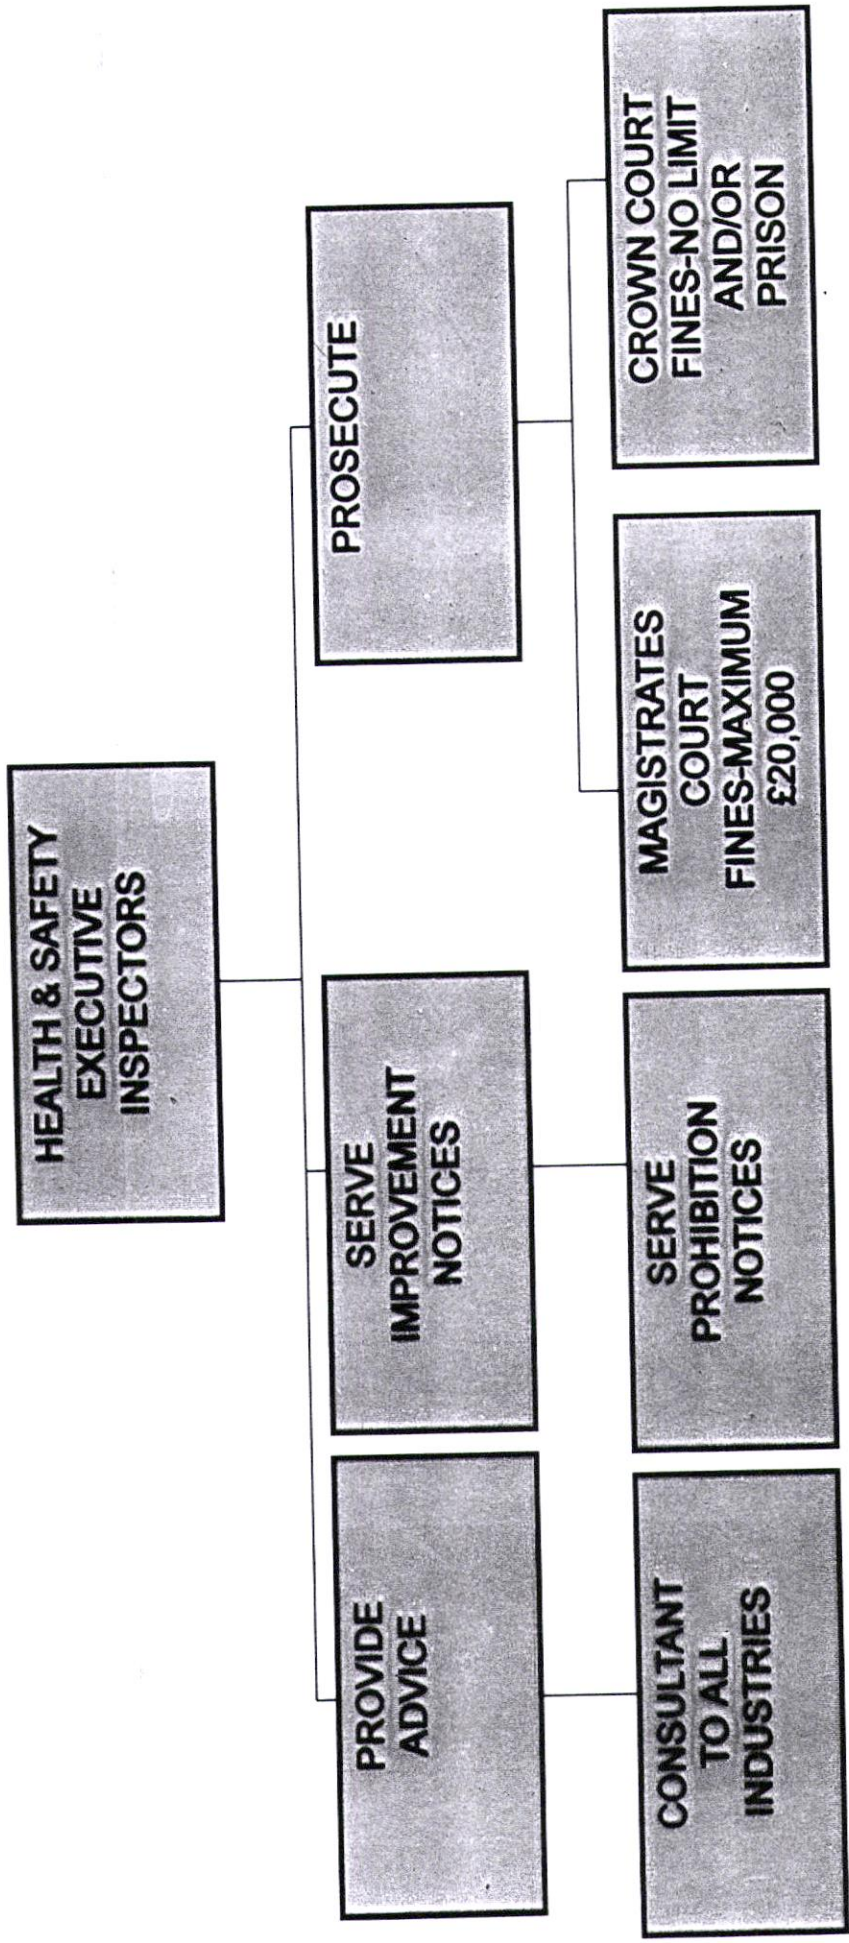 HEALTH & SAFETY
EXECUTIVE
INSPECTORS
PROVIDE
ADVICE
SERVE
IMPROVEMENT
NOTICES
PROSECUTE
CONSULTANT
TO ALL
INDUSTRIES
SERVE
PROHIBITION
NOTICES
MAGISTRATES
COURT
FINES-MAXIMUM
£20,000
CROWN COURT
FINES-NO LIMIT
AND/OR
PRISON